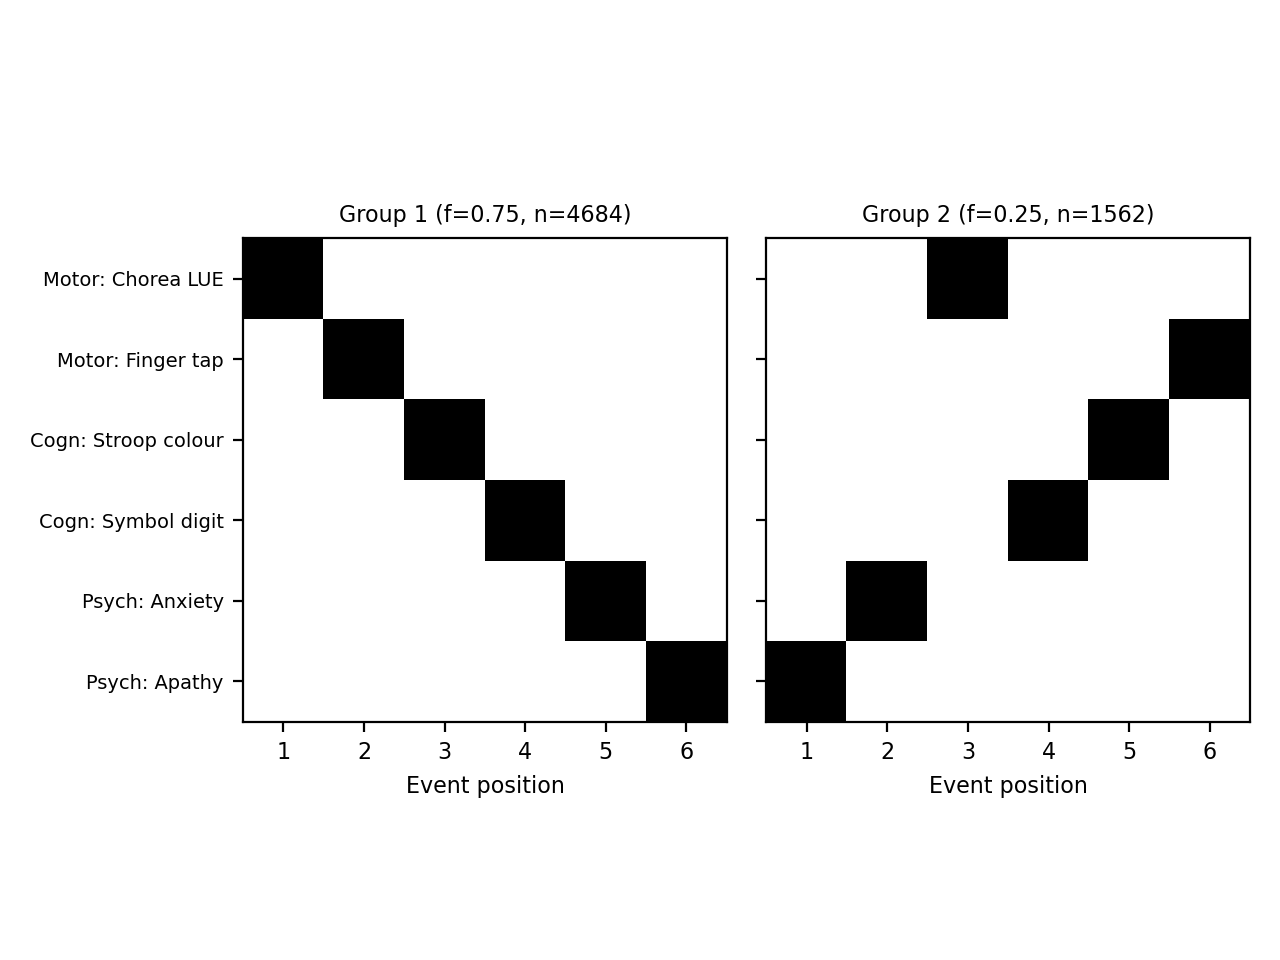 Group 1 (f=0.75, n=4684)
Group 2 (f=0.25, n=1562)
Motor: Chorea LUE
Motor: Finger tap
Cogn: Stroop colour
Cogn: Symbol digit
Psych: Anxiety
Psych: Apathy
1 2 3 4 5 6
1 2 3 4 5 6
Event position
Event position